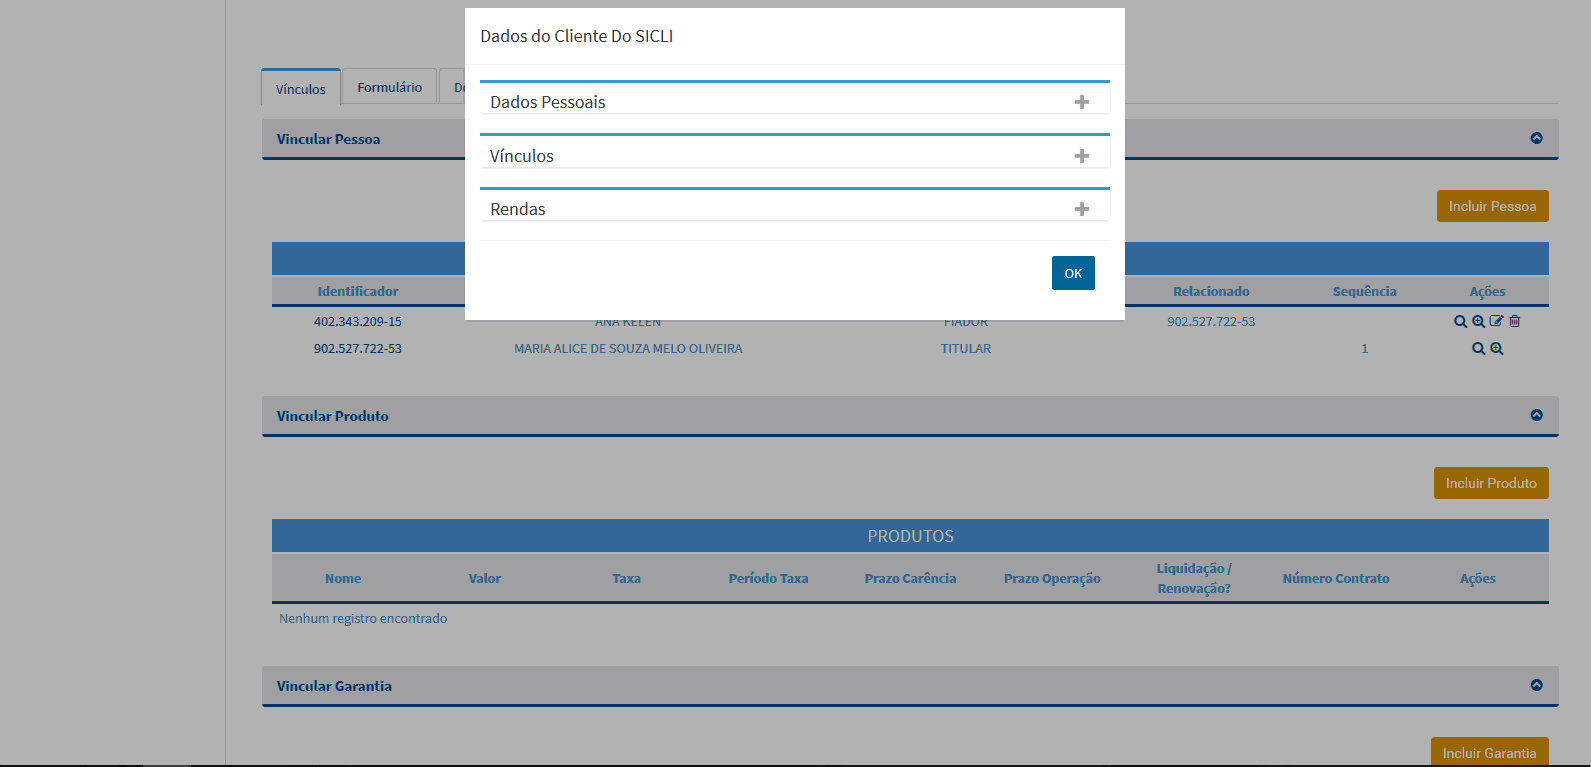 Dados do Cliente Do SICLI
Dados Pessoais
Vínculos
Rendas
OK
Vínculos Formulário
Vincular Pessoa
Incluir Pessoa
Identificador Relacionado Sequência Ações
402.343.209-15 ANA KELEN FIADOR 902.527.722-53
902.527.722-53 MARIA ALICE DE SOUZA MELO OLIVEIRA TITULAR 1
Vincular Produto
Incluir Produto
PRODUTOS
Nome Valor Taxa Período Taxa Prazo Carência Prazo Operação Liquidação / Renovação? Número Contrato Ações
Nenhum registro encontrado
Vincular Garantia
Incluir Garantia